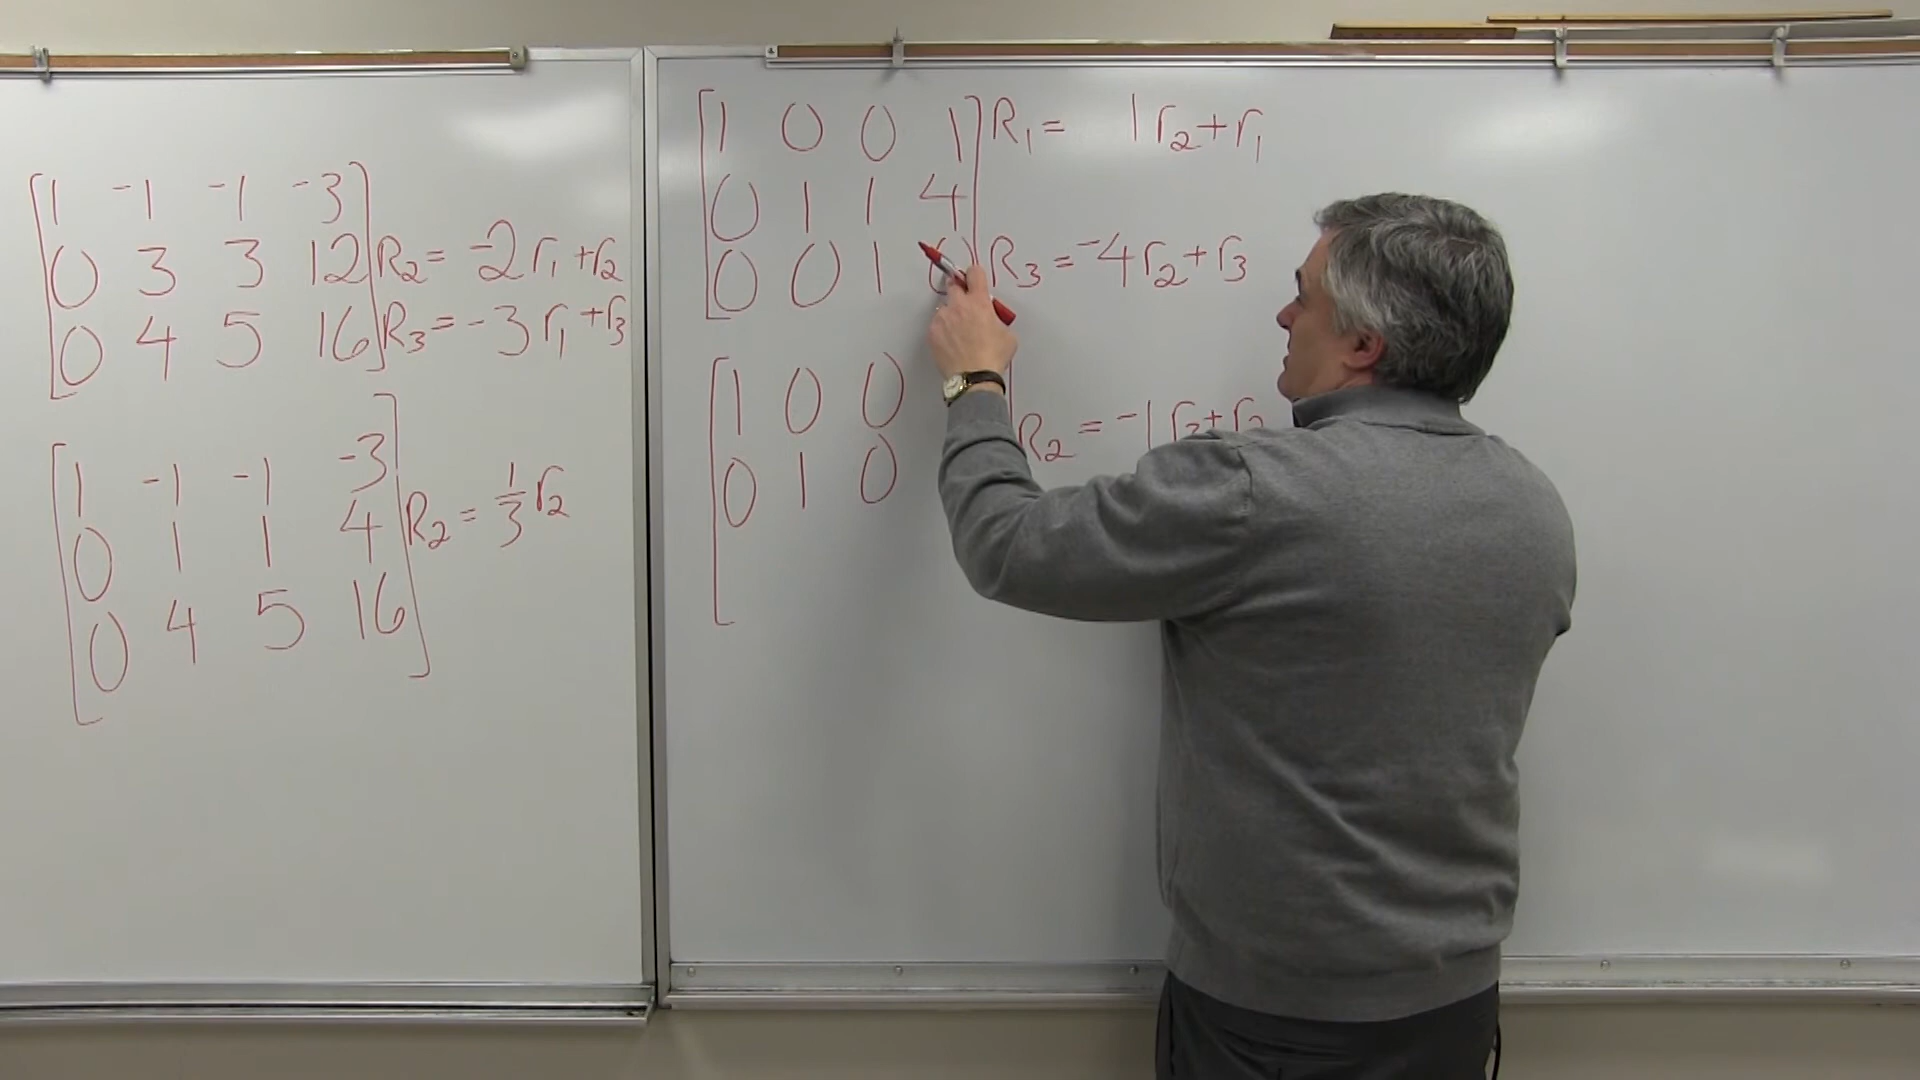 1 -1 -1 -3
0 3 3 12 R2 = -2r1 + r2
0 4 5 16 R3 = -3r1 + r3
1 -1 -1 -3
0 1 1 4 R2 = 1/3 r2
0 4 5 16
1 0 0 1 R1 = 1r2 + r1
0 1 1 4
0 0 1 0 R3 = -4r2 + r3
1 0 0
0 1 0 R2 = -1